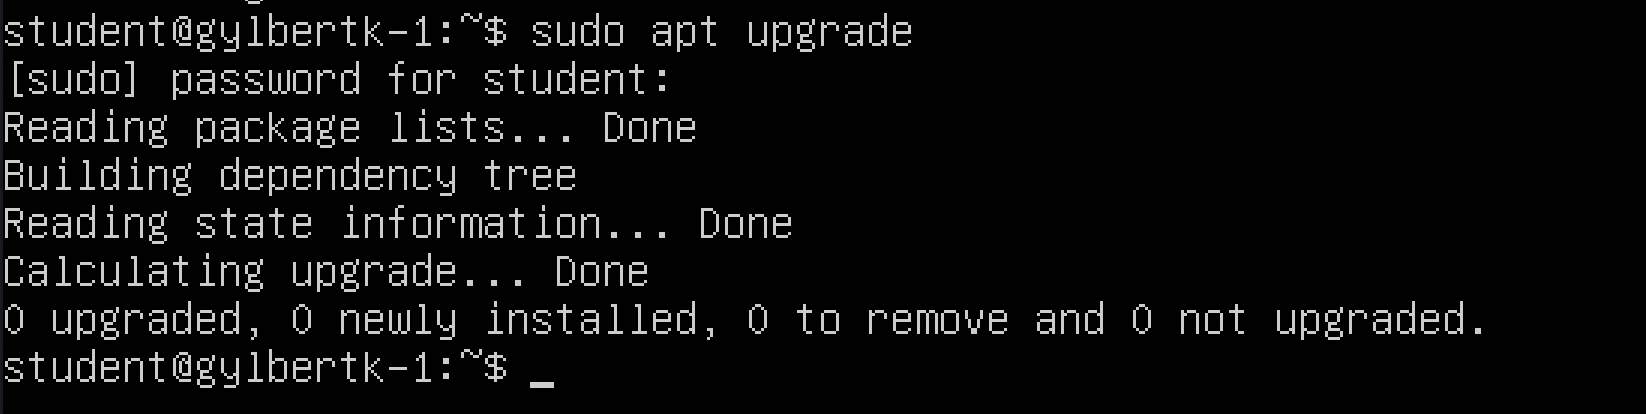 student@gylbertk-1:~$ sudo apt upgrade
[sudo] password for student:
Reading package lists... Done
Building dependency tree
Reading state information... Done
Calculating upgrade... Done
0 upgraded, 0 newly installed, 0 to remove and 0 not upgraded.
student@gylbertk-1:~$ _